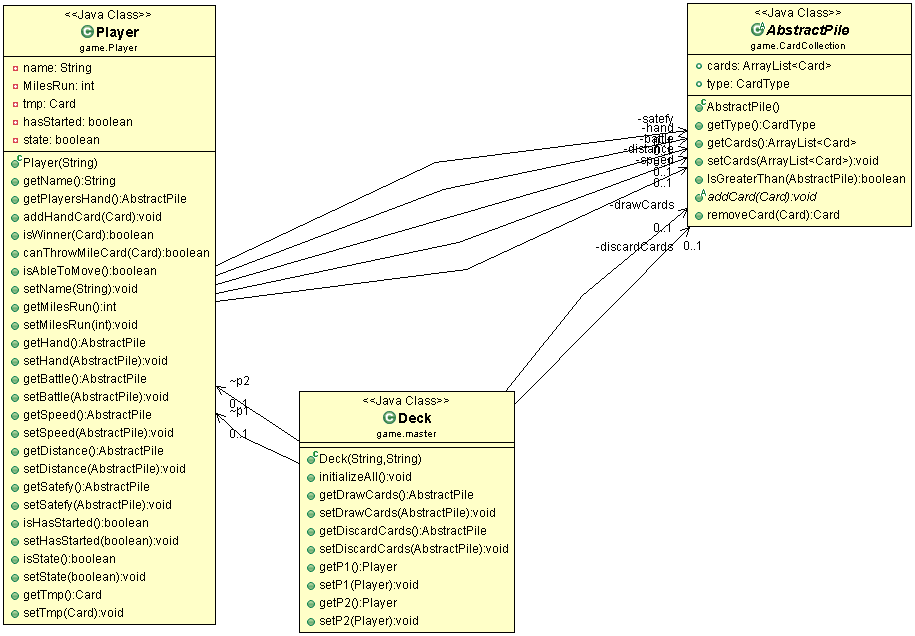 <<Java Class>>
Player
game.Player
name: String
MilesRun: int
tmp: Card
hasStarted: boolean
state: boolean
Player(String)
getName():String
getPlayersHand():AbstractPile
addHandCard(Card):void
isWinner(Card):boolean
canThrowMileCard(Card):boolean
isAbleToMove():boolean
setName(String):void
getMilesRun():int
setMilesRun(int):void
getHand():AbstractPile
setHand(AbstractPile):void
getBattle():AbstractPile
setBattle(AbstractPile):void
getSpeed():AbstractPile
setSpeed(AbstractPile):void
getDistance():AbstractPile
setDistance(AbstractPile):void
getSatefy():AbstractPile
setSatefy(AbstractPile):void
isHasStarted():boolean
setHasStarted(boolean):void
isState():boolean
setState(boolean):void
getTmp():Card
setTmp(Card):void
<<Java Class>>
AbstractPile
game.CardCollection
cards: ArrayList<Card>
type: CardType
AbstractPile()
getType():CardType
getCards():ArrayList<Card>
setCards(ArrayList<Card>):void
IsGreaterThan(AbstractPile):boolean
addCard(Card):void
removeCard(Card):Card
-satefy
-hand
-battle
-distance
-speed
0..1
0..1
-drawCards
0..1
-discardCards
0..1
~p2
0..1
~p1
0..1
<<Java Class>>
Deck
game.master
Deck(String,String)
initializeAll():void
getDrawCards():AbstractPile
setDrawCards(AbstractPile):void
getDiscardCards():AbstractPile
setDiscardCards(AbstractPile):void
getP1():Player
setP1(Player):void
getP2():Player
setP2(Player):void